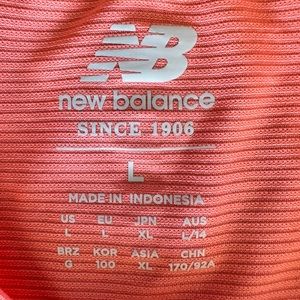 NB
new balance
SINCE 1906
L
MADE IN INDONESIA
US EU JPN AUS
L L XL L/14
BRZ KOR ASIA CHN
G 100 XL 170/92A